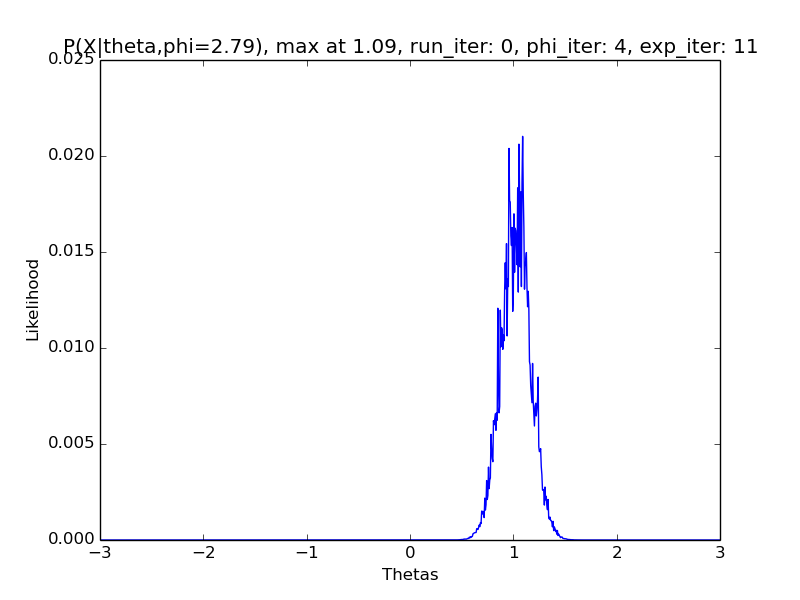 P(X|theta,phi=2.79), max at 1.09, run_iter: 0, phi_iter: 4, exp_iter: 11
0.025
0.020
0.015
0.010
0.005
0.000
Likelihood
−3 −2 −1 0 1 2 3
Thetas